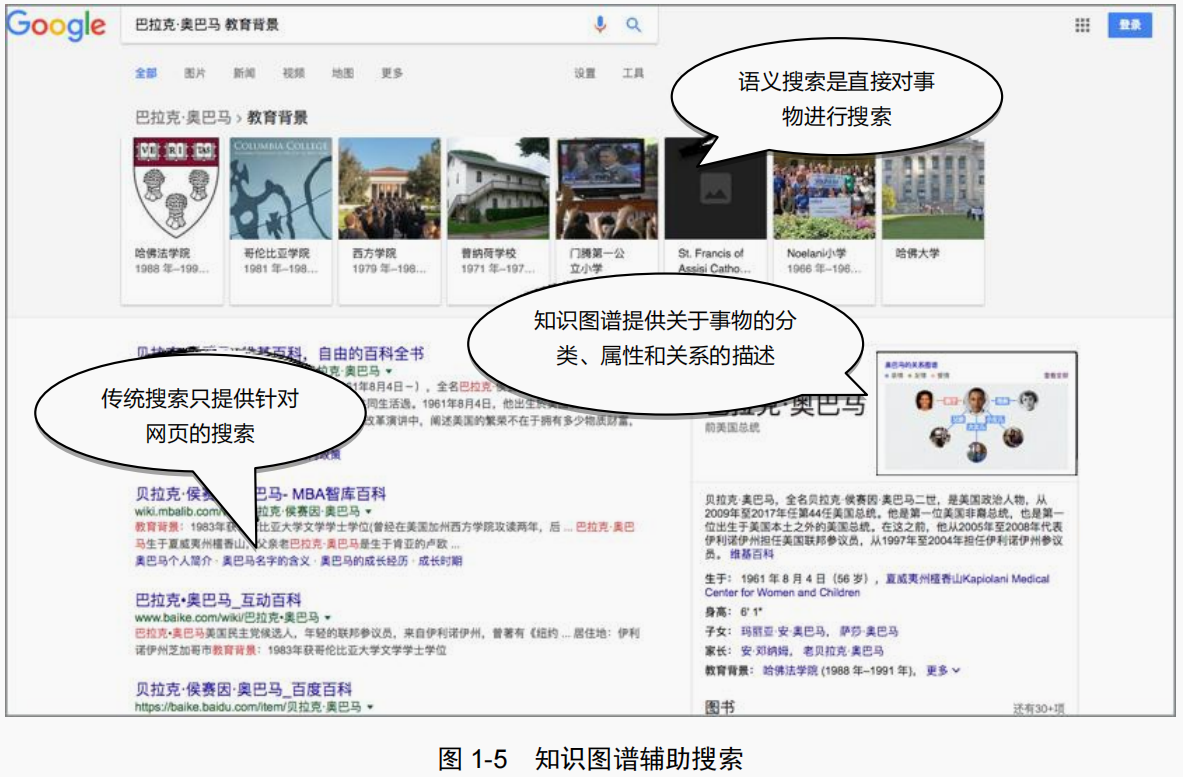 Google
巴拉克·奥巴马 教育背景
登录
全部 图片 新闻 视频 地图 更多 设置 工具
语义搜索是直接对事
物进行搜索
巴拉克·奥巴马 › 教育背景
VE RI TAS
COLUMBIA COLLEGE
哈佛法学院
1988 年–199...
哥伦比亚学院
1981 年–198...
西方学院
1979 年–198...
普纳荷学校
1971 年–197...
门腾第一公
立小学
St. Francis of
Assisi Catho...
Noelani小学
1966 年–196...
哈佛大学
知识图谱提供关于事物的分
类、属性和关系的描述
传统搜索只提供针对
网页的搜索
维基百科，自由的百科全书
克·奥巴马
年8月4日－），全名巴拉克
同生活过。1961年8月4日，他出生
改革演讲中，阐述美国的繁荣不在于拥有多少物质财富。
政策
贝拉克·侯赛 巴马- MBA智库百科
wiki.mbalib.com 拉克·侯赛因·奥巴马
教育背景：1983年获 比亚大学文学学士学位(曾经在美国加州西方学院攻读两年，后 ... 巴拉克·奥巴
马生于夏威夷州檀香山，父亲老巴拉克·奥巴马是生于肯亚的卢欧 ...
奥巴马个人简介 · 奥巴马名字的含义 · 奥巴马的成长经历 · 成长时期
巴拉克•奥巴马_互动百科
www.baike.com/wiki/巴拉克•奥巴马
巴拉克•奥巴马美国民主党候选人，年轻的联邦参议员，来自伊利诺伊州，曾著有《纽约 ... 居住地：伊利
诺伊州芝加哥市教育背景：1983年获哥伦比亚大学文学学士学位
贝拉克·侯赛因·奥巴马_百度百科
https://baike.baidu.com/item/贝拉克·奥巴马
巴拉克·奥巴马
前美国总统
奥巴马的关系图谱
查看全部
贝拉克·奥巴马，全名贝拉克·侯赛因·奥巴马二世，是美国政治人物，从
2009年至2017年任第44任美国总统。他是第一位美国非裔总统，也是第一
位出生于美国本土之外的美国总统。在这之前，他从2005年至2008年代表
伊利诺伊州担任美国联邦参议员，从1997年至2004年担任伊利诺伊州参议
员。 维基百科
生于： 1961 年 8 月 4 日（56 岁），夏威夷州檀香山Kapiolani Medical
Center for Women and Children
身高： 6' 1"
子女： 玛丽亚·安·奥巴马， 萨莎·奥巴马
家长： 安·邓纳姆， 老贝拉克·奥巴马
教育背景： 哈佛法学院 (1988 年–1991 年)， 更多
图书
还有30+项
图 1-5 知识图谱辅助搜索